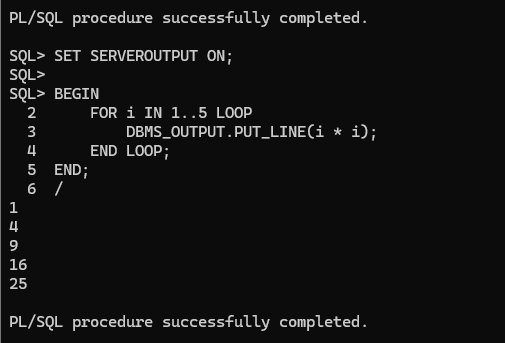 PL/SQL procedure successfully completed.
SQL> SET SERVEROUTPUT ON;
SQL>
SQL> BEGIN
  2      FOR i IN 1..5 LOOP
  3          DBMS_OUTPUT.PUT_LINE(i * i);
  4      END LOOP;
  5  END;
  6  /
1
4
9
16
25
PL/SQL procedure successfully completed.